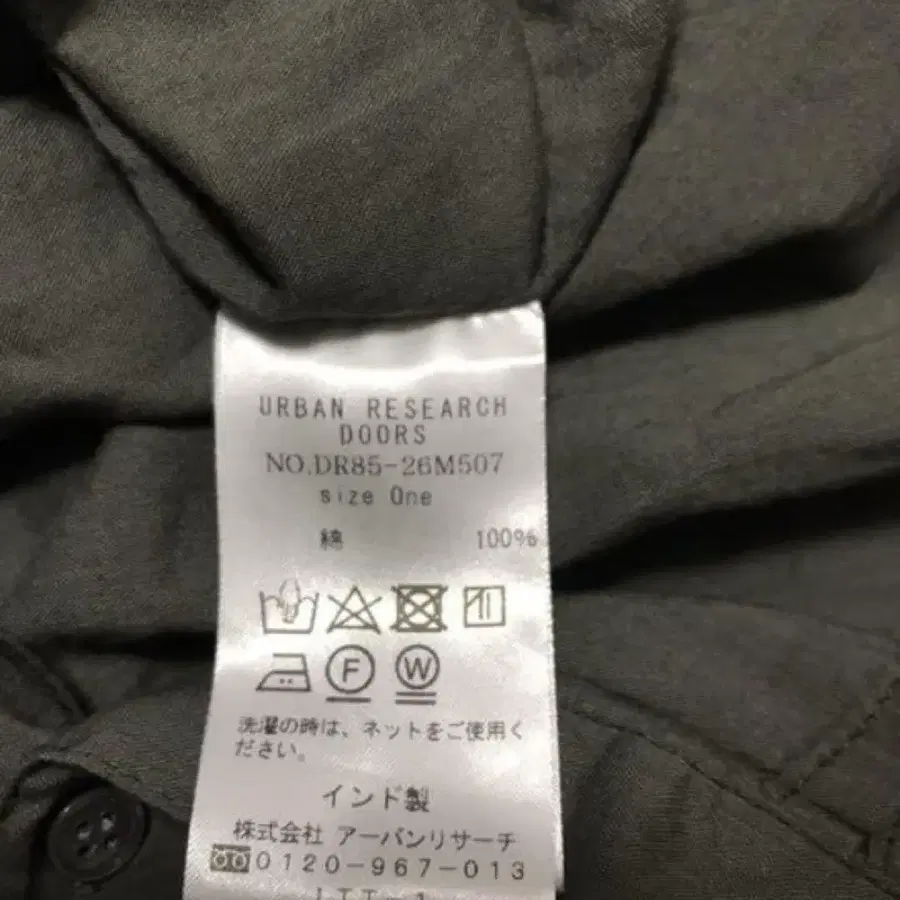 URBAN RESEARCH
DOORS
NO.DR85-26M507
size One
綿 100%
F W
洗濯の時は、ネットをご使用く
ださい。
インド製
株式会社 アーバンリサーチ
0120-967-013